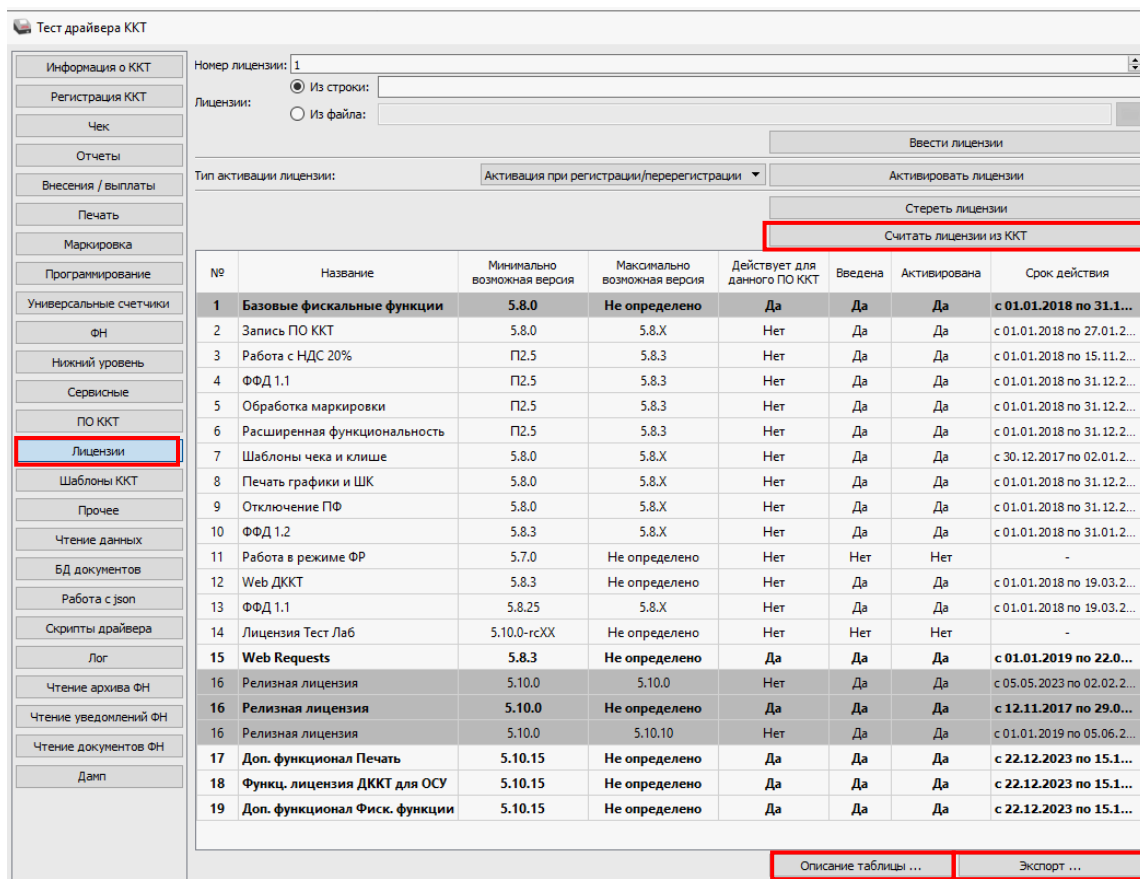 Тест драйвера ККТ
Информация о ККТ
Регистрация ККТ
Чек
Отчеты
Внесения / выплаты
Печать
Маркировка
Программирование
Универсальные счетчики
ФН
Нижний уровень
Сервисные
ПО ККТ
Лицензии
Шаблоны ККТ
Прочее
Чтение данных
БД документов
Работа с json
Скрипты драйвера
Лог
Чтение архива ФН
Чтение уведомлений ФН
Чтение документов ФН
Дамп
Номер лицензии: 1
Лицензии:
Из строки:
Из файла:
Ввести лицензии
Тип активации лицензии: Активация при регистрации/перерегистрации Активировать лицензии
Стереть лицензии
Считать лицензии из ККТ
№ Название Минимально возможная версия Максимально возможная версия Действует для данного ПО ККТ Введена Активирована Срок действия
1 Базовые фискальные функции 5.8.0 Не определено Да Да Да с 01.01.2018 по 31.1...
2 Запись ПО ККТ 5.8.0 5.8.X Нет Да Да с 01.01.2018 по 27.01.2...
3 Работа с НДС 20% П2.5 5.8.3 Нет Да Да с 01.01.2018 по 15.11.2...
4 ФФД 1.1 П2.5 5.8.3 Нет Да Да с 01.01.2018 по 31.12.2...
5 Обработка маркировки П2.5 5.8.3 Нет Да Да с 01.01.2018 по 31.12.2...
6 Расширенная функциональность П2.5 5.8.3 Нет Да Да с 01.01.2018 по 31.12.2...
7 Шаблоны чека и клише 5.8.0 5.8.X Нет Да Да с 30.12.2017 по 02.01.2...
8 Печать графики и ШК 5.8.0 5.8.X Нет Да Да с 01.01.2018 по 31.12.2...
9 Отключение ПФ 5.8.0 5.8.X Нет Да Да с 01.01.2018 по 31.12.2...
10 ФФД 1.2 5.8.3 5.8.X Нет Да Да с 01.01.2018 по 31.01.2...
11 Работа в режиме ФР 5.7.0 Не определено Нет Нет Нет -
12 Web ДККТ 5.8.3 Не определено Нет Да Да с 01.01.2018 по 19.03.2...
13 ФФД 1.1 5.8.25 5.8.X Нет Да Да с 01.01.2018 по 19.03.2...
14 Лицензия Тест Лаб 5.10.0-rcXX Не определено Нет Нет Нет -
15 Web Requests 5.8.3 Не определено Да Да Да с 01.01.2019 по 22.0...
16 Релизная лицензия 5.10.0 5.10.0 Нет Да Да с 05.05.2023 по 02.02.2...
16 Релизная лицензия 5.10.0 Не определено Да Да Да с 12.11.2017 по 29.0...
16 Релизная лицензия 5.10.0 5.10.10 Нет Да Да с 01.01.2019 по 05.06.2...
17 Доп. функционал Печать 5.10.15 Не определено Да Да Да с 22.12.2023 по 15.1...
18 Функц. лицензия ДККТ для ОСУ 5.10.15 Не определено Да Да Да с 22.12.2023 по 15.1...
19 Доп. функционал Фиск. функции 5.10.15 Не определено Да Да Да с 22.12.2023 по 15.1...
Описание таблицы ... Экспорт ...